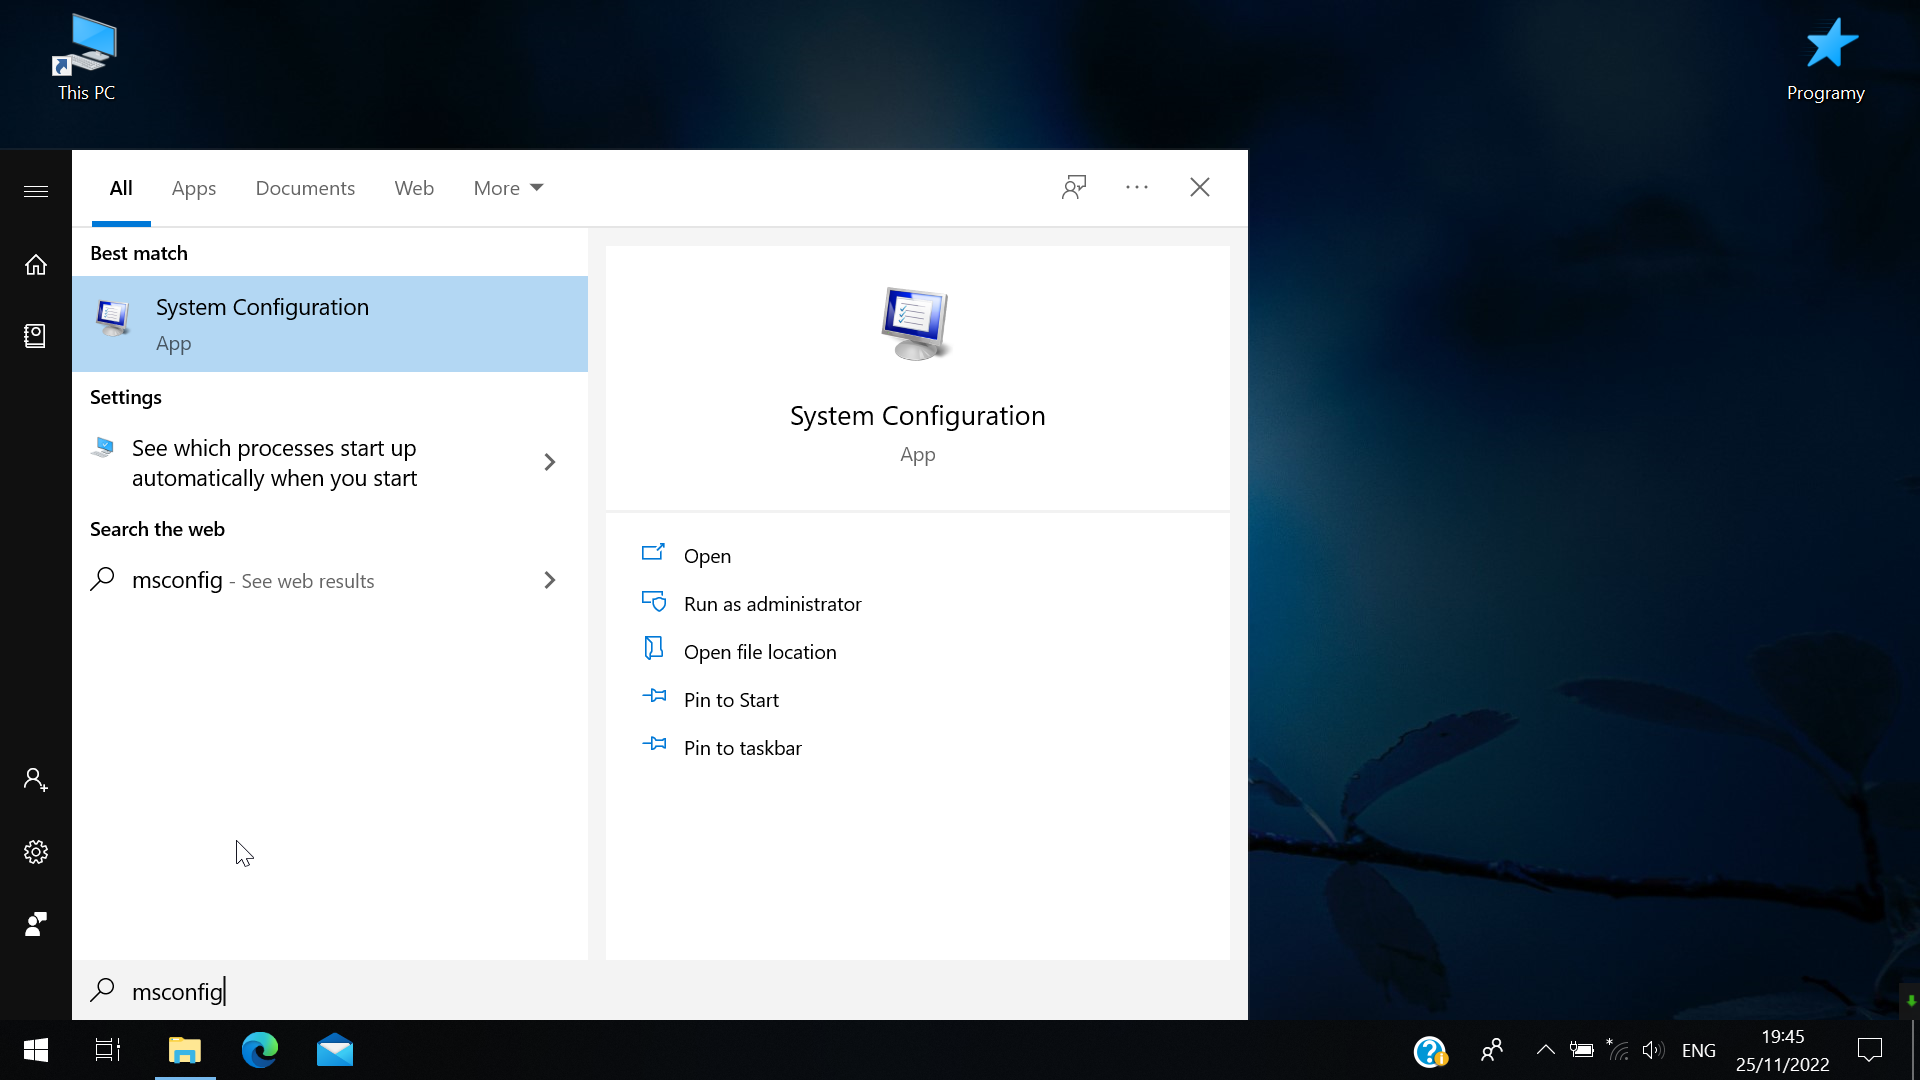 This PC
Programy
All
Apps
Documents
Web
More
Best match
System Configuration
App
Settings
See which processes start up
automatically when you start
Search the web
msconfig - See web results
System Configuration
App
Open
Run as administrator
Open file location
Pin to Start
Pin to taskbar
msconfig
ENG
19:45
25/11/2022